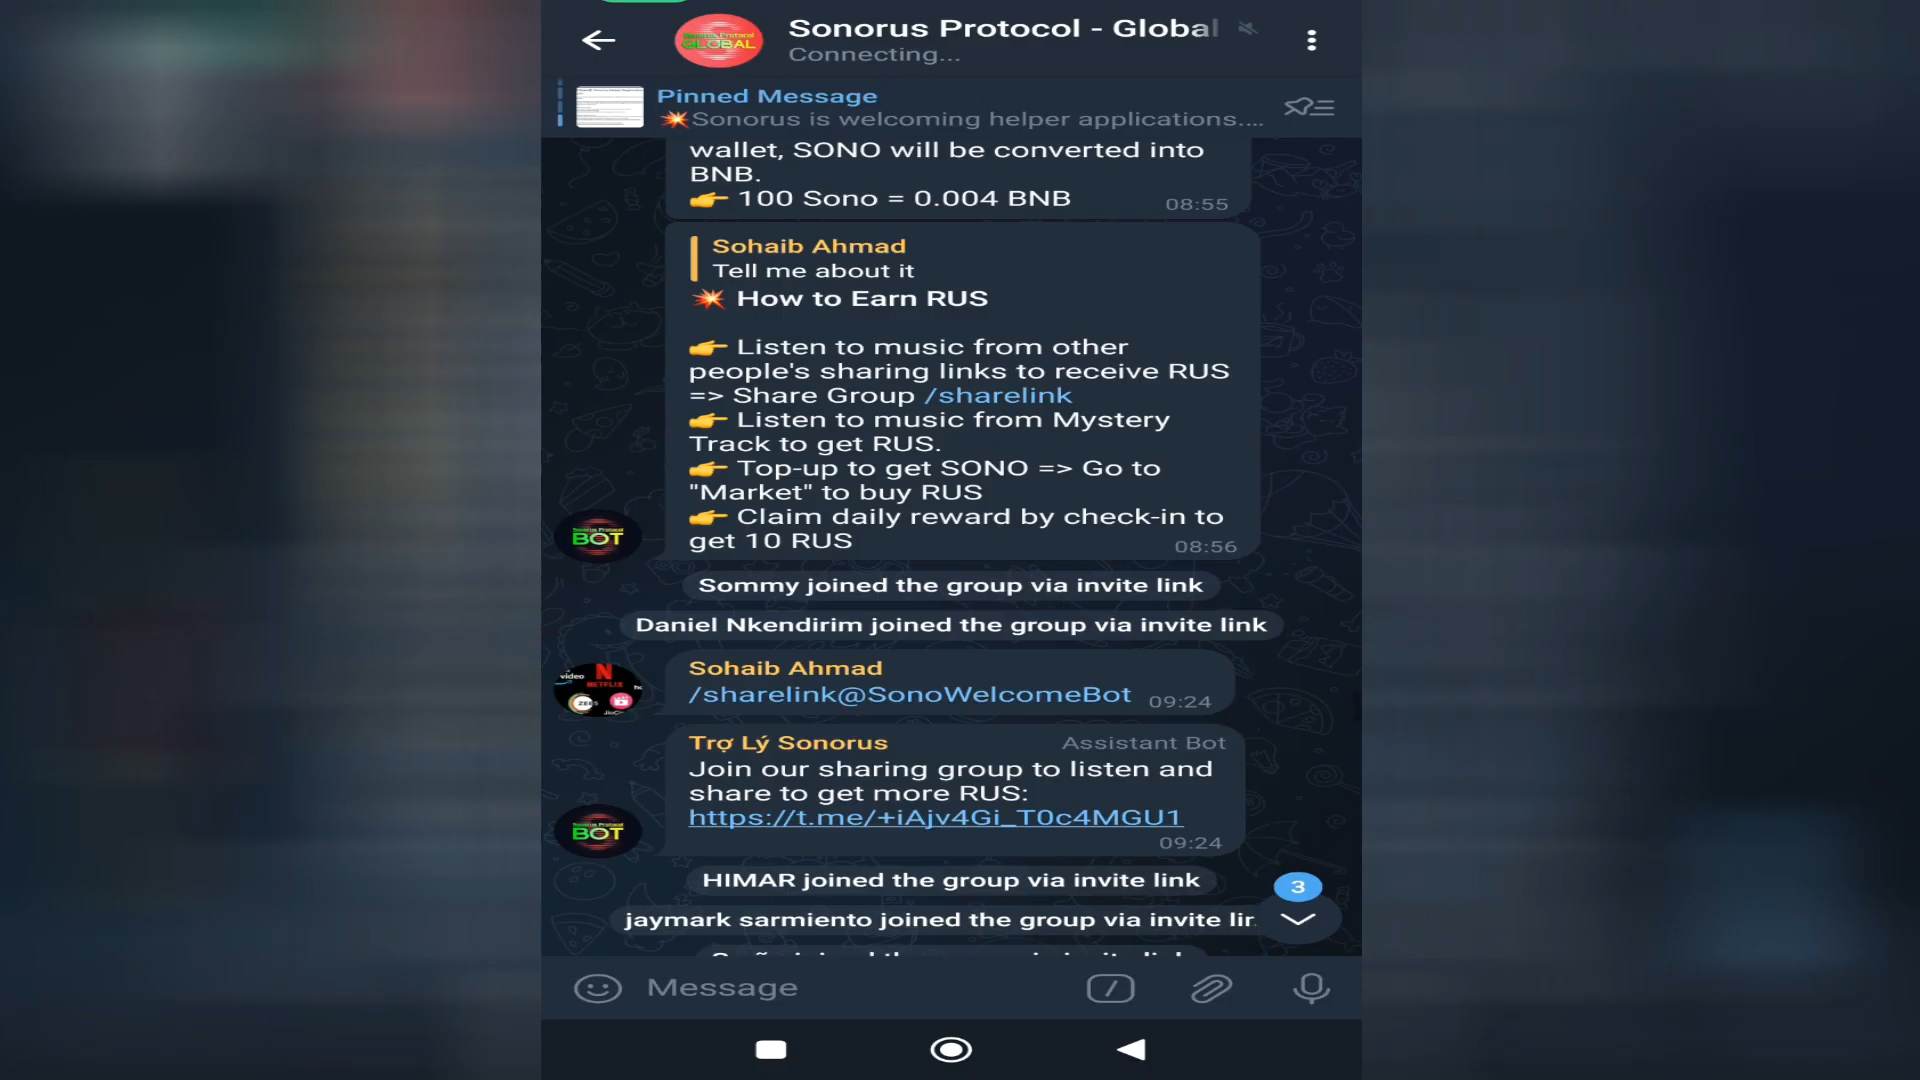 Sonorus Protocol - Global
Connecting...
Pinned Message
💥Sonorus is welcoming helper applications....
wallet, SONO will be converted into
BNB.
👉 100 Sono = 0.004 BNB
08:55
Sohaib Ahmad
Tell me about it
💥 How to Earn RUS
👉 Listen to music from other
people's sharing links to receive RUS
=> Share Group /sharelink
👉 Listen to music from Mystery
Track to get RUS.
👉 Top-up to get SONO => Go to
"Market" to buy RUS
👉 Claim daily reward by check-in to
get 10 RUS
08:56
Sonorus Protocol
BOT
Sommy joined the group via invite link
Daniel Nkendirim joined the group via invite link
Sohaib Ahmad
/sharelink@SonoWelcomeBot
09:24
video
NETFLIX
Trợ Lý Sonorus
Assistant Bot
Join our sharing group to listen and
share to get more RUS:
https://t.me/+iAjv4Gi_T0c4MGU1
09:24
Sonorus Protocol
BOT
HIMAR joined the group via invite link
3
jaymark sarmiento joined the group via invite lin
Message